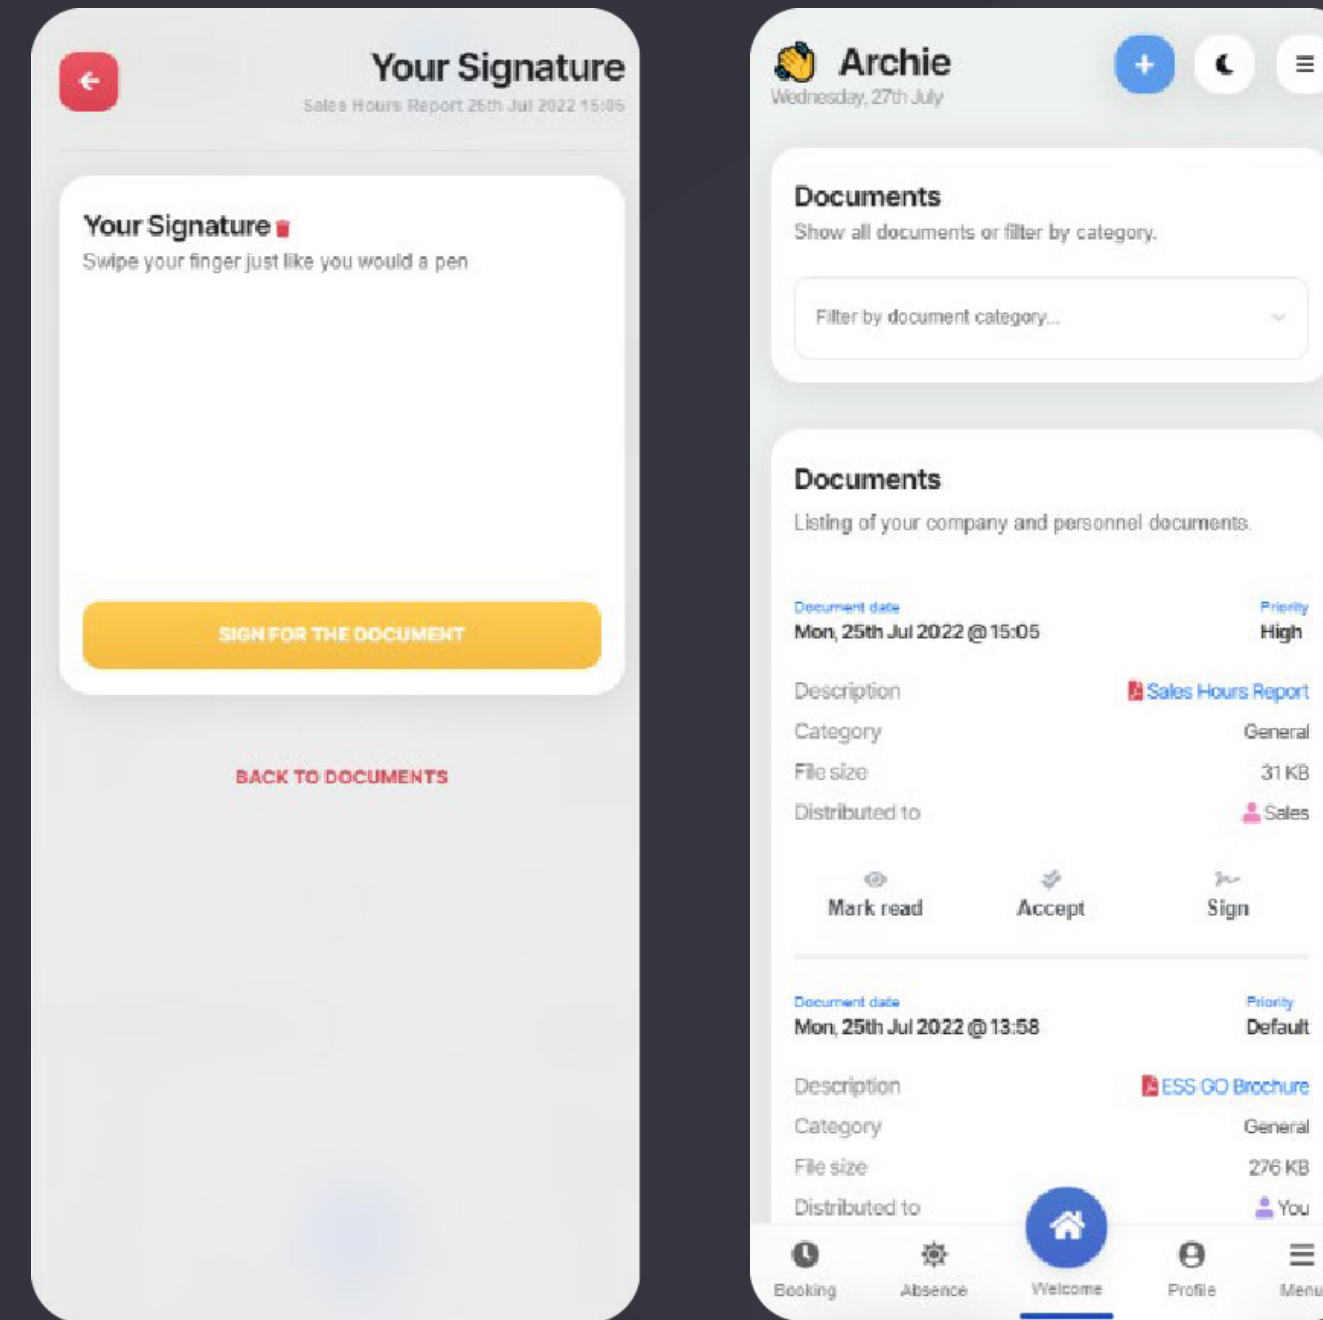 Your Signature
Sales Hours Report 25th Jul 2022 15:05
Your Signature
Swipe your finger just like you would a pen
SIGN FOR THE DOCUMENT
BACK TO DOCUMENTS
Archie
Wednesday, 27th July
Documents
Show all documents or filter by category.
Filter by document category...
Documents
Listing of your company and personnel documents.
Document date Priority
Mon, 25th Jul 2022 @ 15:05 High
Description Sales Hours Report
Category General
File size 31 KB
Distributed to Sales
Mark read Accept Sign
Document date Priority
Mon, 25th Jul 2022 @ 13:58 Default
Description ESS GO Brochure
Category General
File size 276 KB
Distributed to You
Booking Absence Welcome Profile Menu